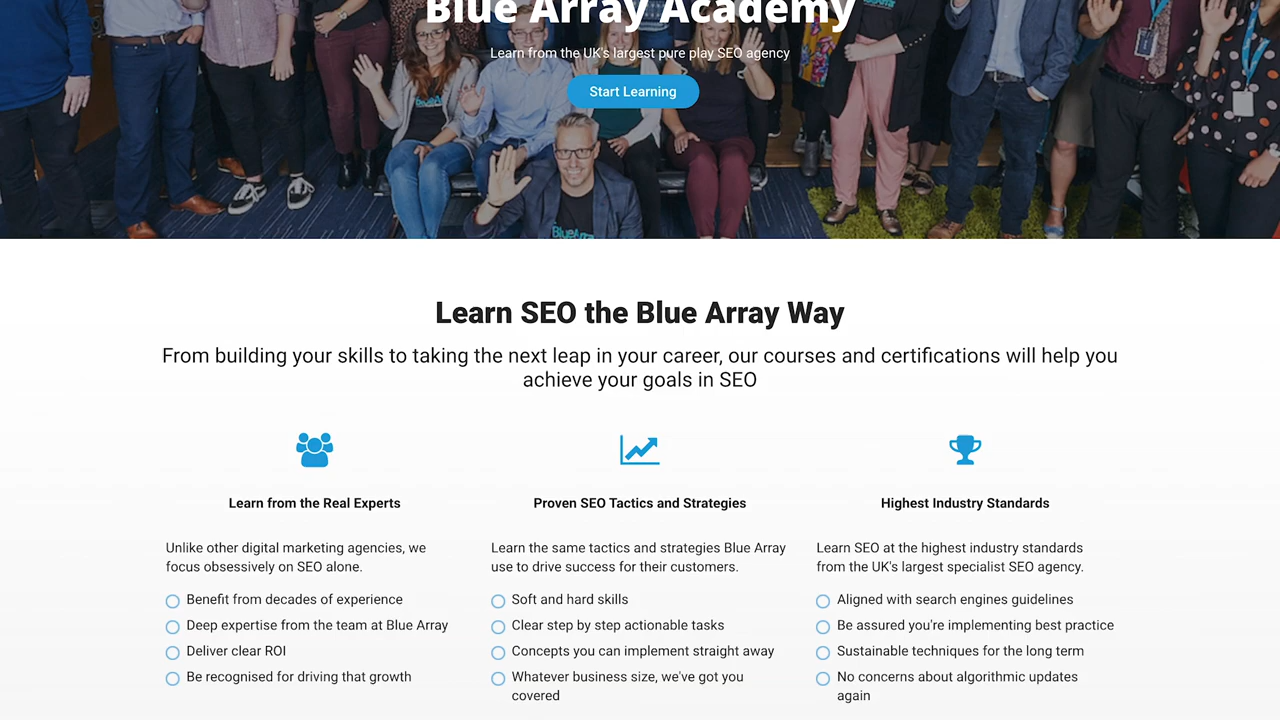 Blue Array Academy
Learn from the UK's largest pure play SEO agency
Start Learning
Learn SEO the Blue Array Way
From building your skills to taking the next leap in your career, our courses and certifications will help you
achieve your goals in SEO
Learn from the Real Experts
Unlike other digital marketing agencies, we
focus obsessively on SEO alone.
Benefit from decades of experience
Deep expertise from the team at Blue Array
Deliver clear ROI
Be recognised for driving that growth
Proven SEO Tactics and Strategies
Learn the same tactics and strategies Blue Array
use to drive success for their customers.
Soft and hard skills
Clear step by step actionable tasks
Concepts you can implement straight away
Whatever business size, we've got you
covered
Highest Industry Standards
Learn SEO at the highest industry standards
from the UK's largest specialist SEO agency.
Aligned with search engines guidelines
Be assured you're implementing best practice
Sustainable techniques for the long term
No concerns about algorithmic updates
again